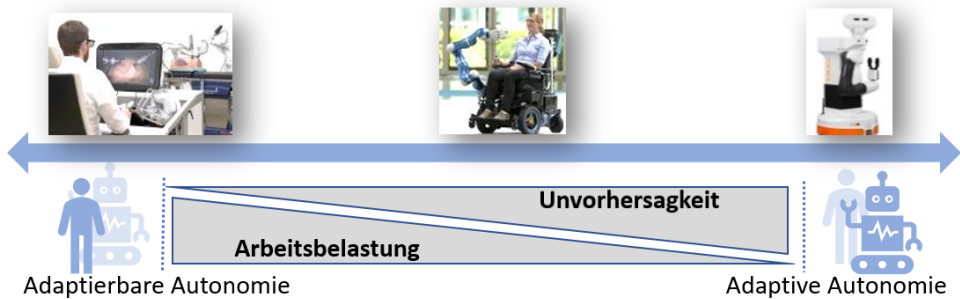 Unvorhersagkeit
Arbeitsbelastung
Adaptierbare Autonomie
Adaptive Autonomie